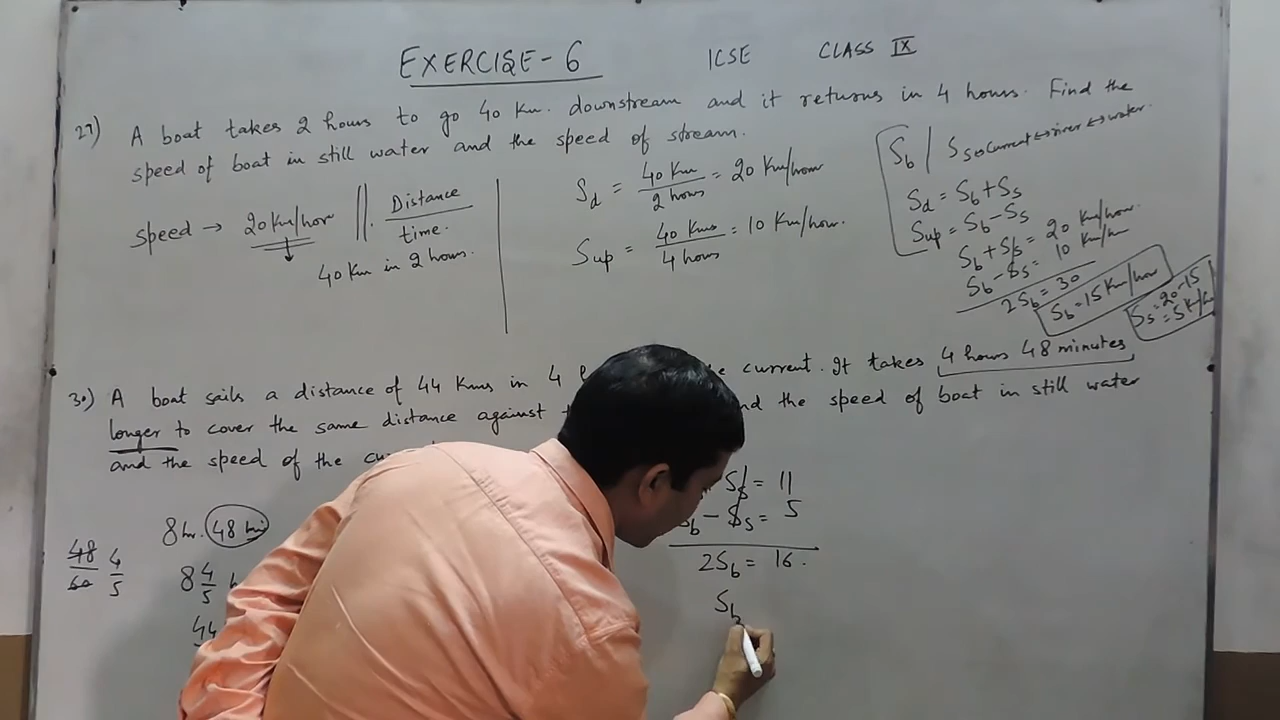 EXERCISE-6 ICSE CLASS IX
27) A boat takes 2 hours to go 40 Km. downstream and it returns in 4 hours. Find the
speed of boat in still water and the speed of stream.
Speed → 20 Km/hour
Distance
time.
40 Km in 2 hours.
Sd = 40 Km / 2 hours = 20 Km/hour
Sup = 40 Kms / 4 hours = 10 Km/hour.
Sb | Ss → current ↔ river ↔ water.
Sd = Sb + Ss
Sup = Sb - Ss
Sb + Ss = 20 Km/hour.
Sb - Ss = 10 Km/hr
2Sb = 30
Sb = 15 Km/hour
Ss = 20-15
= 5 K/hr
30) A boat sails a distance of 44 Kms in 4 current. It takes 4 hours 48 minutes
longer to cover the same distance against the speed of boat in still water
and the speed of the
8 hr. 48 mi
48/60 4/5
8 4/5
44
Ss = 11
Sb - Ss = 5
2Sb = 16.
Sb